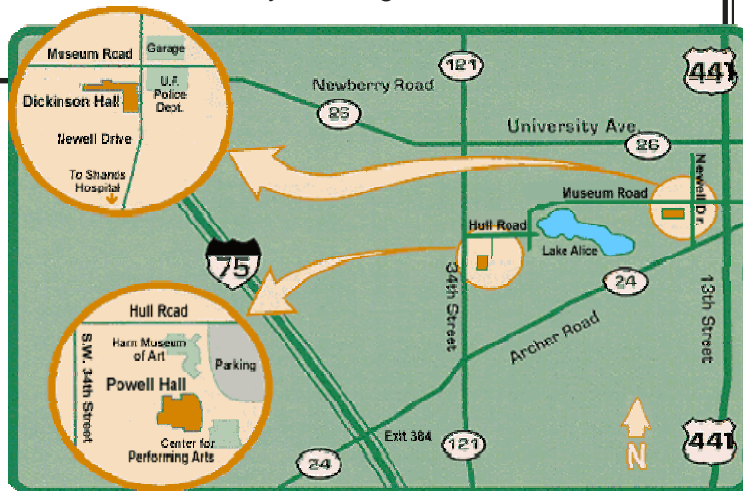 Museum Road
Garage
U.F.
Police
Dept.
Dickinson Hall
Newell Drive
To Shands
Hospital
121
441
Newberry Road
26
University Ave.
26
Newell Dr.
Museum Road
Hull Road
Lake Alice
75
34th Street
24
13th Street
Archer Road
Hull Road
S.W. 34th Street
Harn Museum
of Art
Parking
Powell Hall
Center for
Performing Arts
Exit 384
24
121
N
441